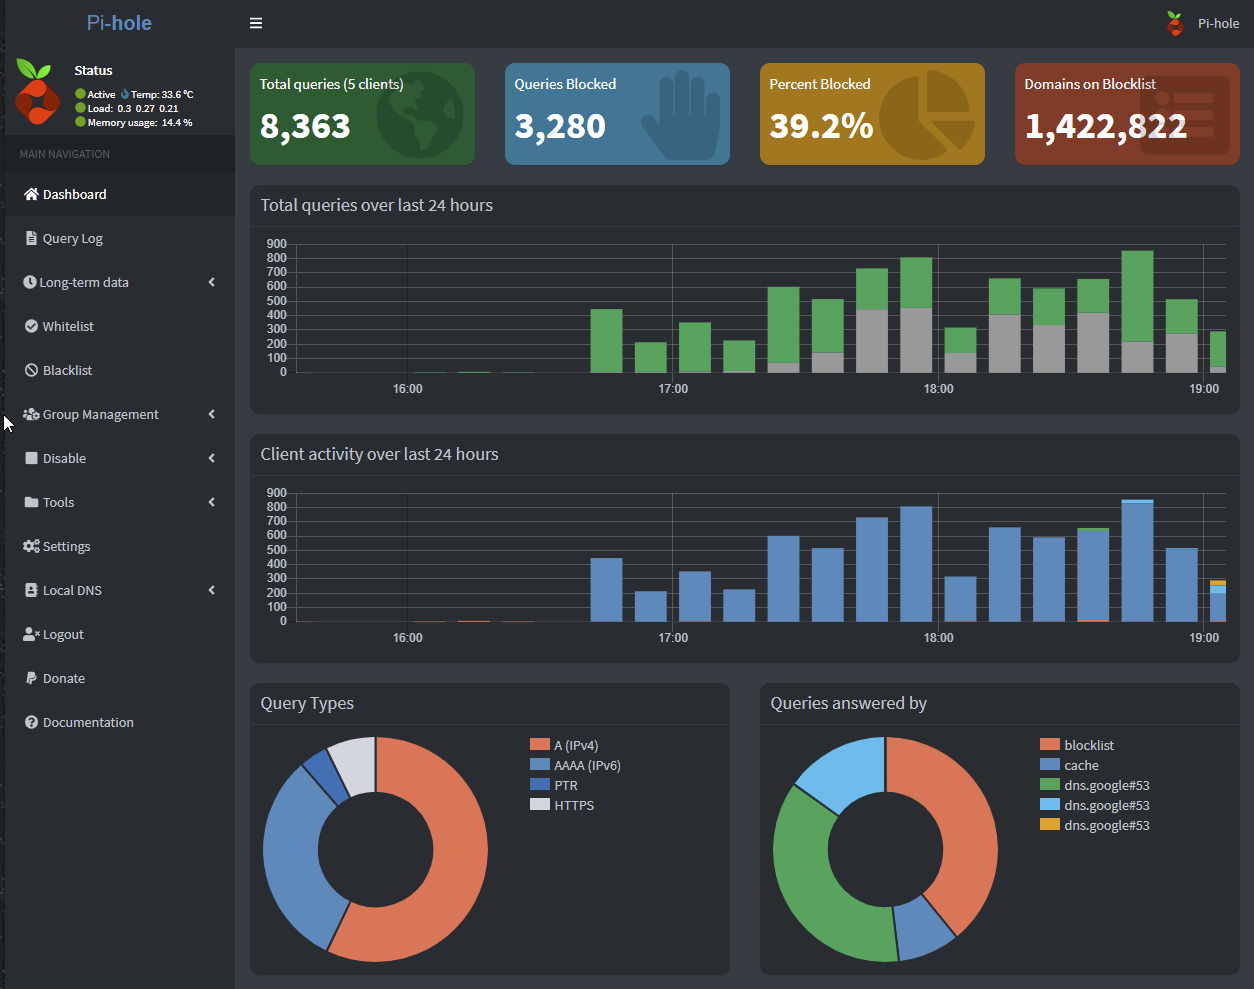 Pi-hole
Pi-hole
Status
Active Temp: 33.6 °C
Load: 0.3 0.27 0.21
Memory usage: 14.4 %
MAIN NAVIGATION
Dashboard
Query Log
Long-term data
Whitelist
Blacklist
Group Management
Disable
Tools
Settings
Local DNS
Logout
Donate
Documentation
Total queries (5 clients)
8,363
Queries Blocked
3,280
Percent Blocked
39.2%
Domains on Blocklist
1,422,822
Total queries over last 24 hours
900
800
700
600
500
400
300
200
100
0
16:00 17:00 18:00 19:00
Client activity over last 24 hours
900
800
700
600
500
400
300
200
100
0
16:00 17:00 18:00 19:00
Query Types
A (IPv4)
AAAA (IPv6)
PTR
HTTPS
Queries answered by
blocklist
cache
dns.google#53
dns.google#53
dns.google#53